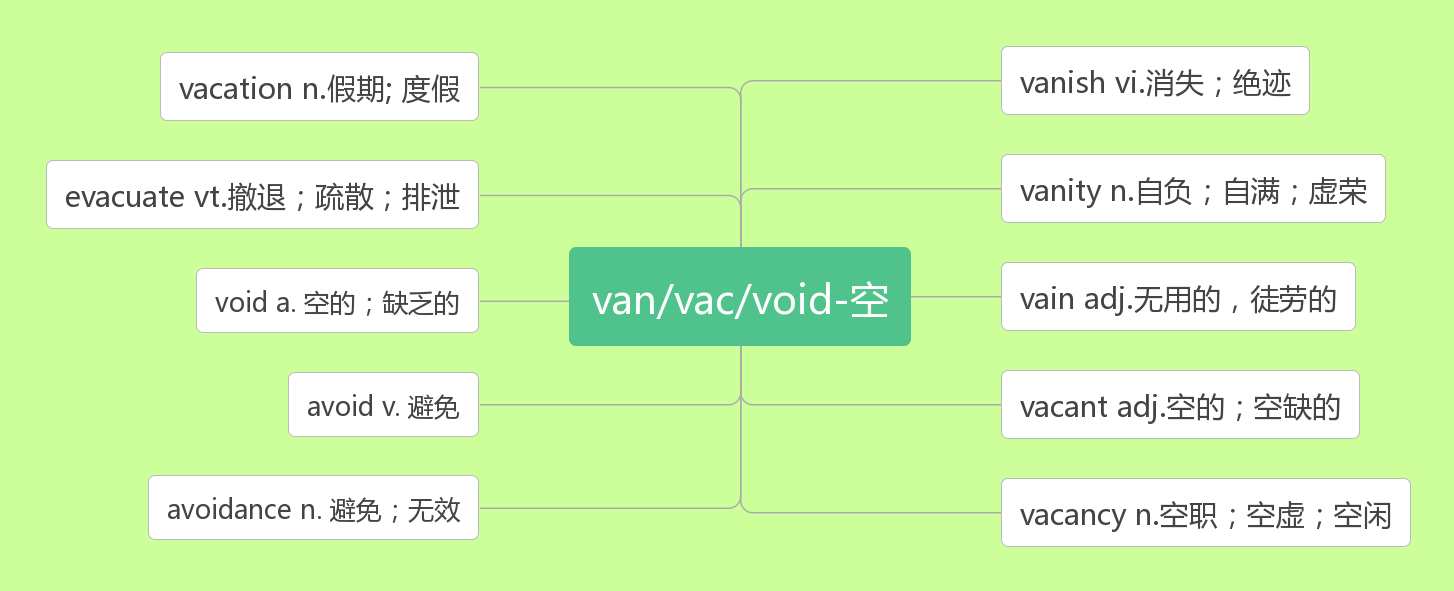 vacation n.假期; 度假
evacuate vt.撤退；疏散；排泄
void a. 空的；缺乏的
avoid v. 避免
avoidance n. 避免；无效
van/vac/void-空
vanish vi.消失；绝迹
vanity n.自负；自满；虚荣
vain adj.无用的，徒劳的
vacant adj.空的；空缺的
vacancy n.空职；空虚；空闲